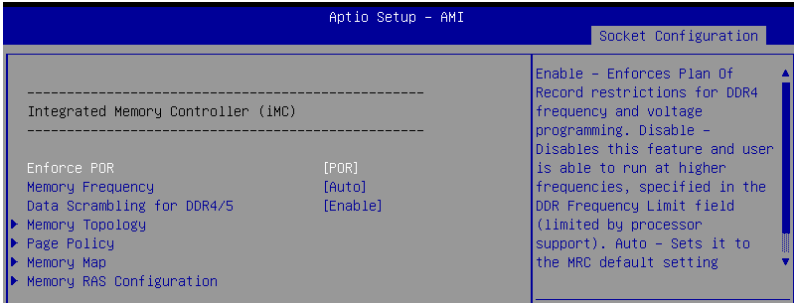 Aptio Setup – AMI
Socket Configuration
------------------------------------------------
Integrated Memory Controller (iMC)
------------------------------------------------
Enforce POR [POR]
Memory Frequency [Auto]
Data Scrambling for DDR4/5 [Enable]
Memory Topology
Page Policy
Memory Map
Memory RAS Configuration
Enable – Enforces Plan Of
Record restrictions for DDR4
frequency and voltage
programming. Disable –
Disables this feature and user
is able to run at higher
frequencies, specified in the
DDR Frequency Limit field
(limited by processor
support). Auto – Sets it to
the MRC default setting